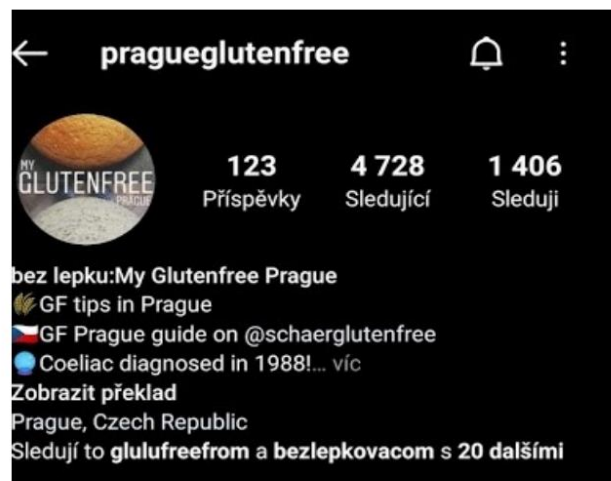 pragueglutenfree
MY
GLUTENFREE
PRAGUE
123
Příspěvky
4 728
Sledující
1 406
Sleduji
bez lepku:My Glutenfree Prague
🌾GF tips in Prague
🇨🇿GF Prague guide on @schaerglutenfree
🔮Coeliac diagnosed in 1988!... víc
Zobrazit překlad
Prague, Czech Republic
Sledují to glulufreefrom a bezlepkovacom s 20 dalšími